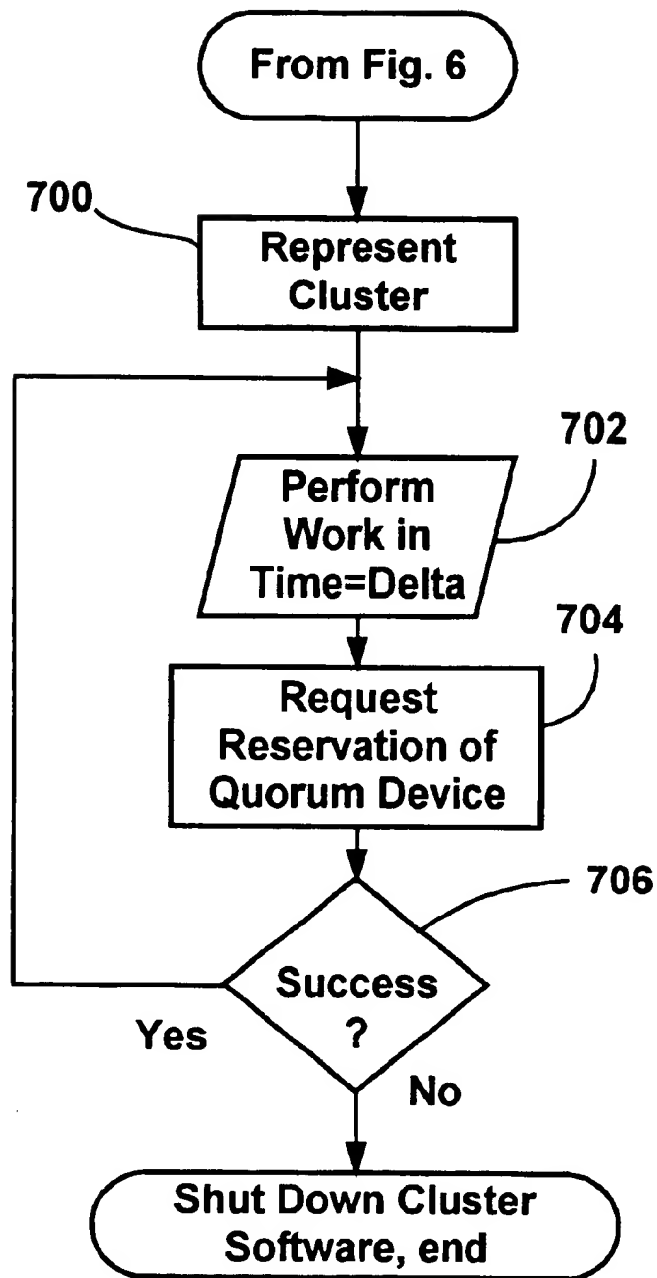 From Fig. 6
700
Represent
Cluster
702
Perform
Work in
Time=Delta
704
Request
Reservation of
Quorum Device
706
Success
?
Yes
No
Shut Down Cluster
Software, end